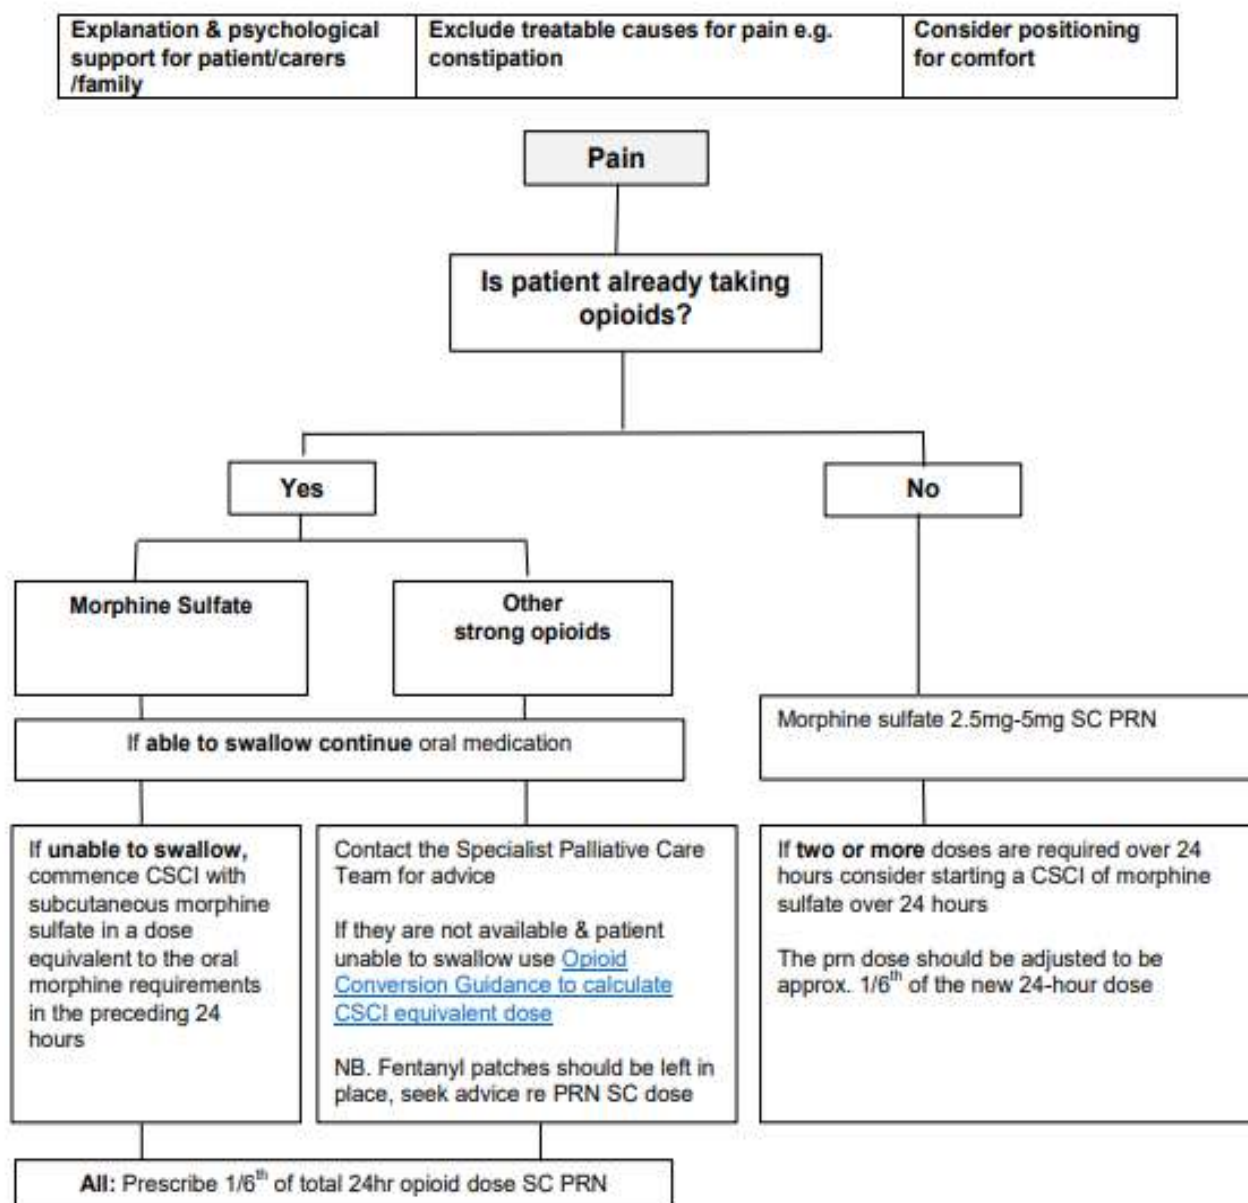 Explanation & psychological
support for patient/carers
/family
Exclude treatable causes for pain e.g.
constipation
Consider positioning
for comfort
Pain
Is patient already taking
opioids?
Yes
No
Morphine Sulfate
Other
strong opioids
If able to swallow continue oral medication
Morphine sulfate 2.5mg-5mg SC PRN
If unable to swallow,
commence CSCI with
subcutaneous morphine
sulfate in a dose
equivalent to the oral
morphine requirements
in the preceding 24
hours
Contact the Specialist Palliative Care
Team for advice
If they are not available & patient
unable to swallow use Opioid
Conversion Guidance to calculate
CSCI equivalent dose
NB. Fentanyl patches should be left in
place, seek advice re PRN SC dose
If two or more doses are required over 24
hours consider starting a CSCI of morphine
sulfate over 24 hours
The prn dose should be adjusted to be
approx. 1/6th of the new 24-hour dose
All: Prescribe 1/6th of total 24hr opioid dose SC PRN